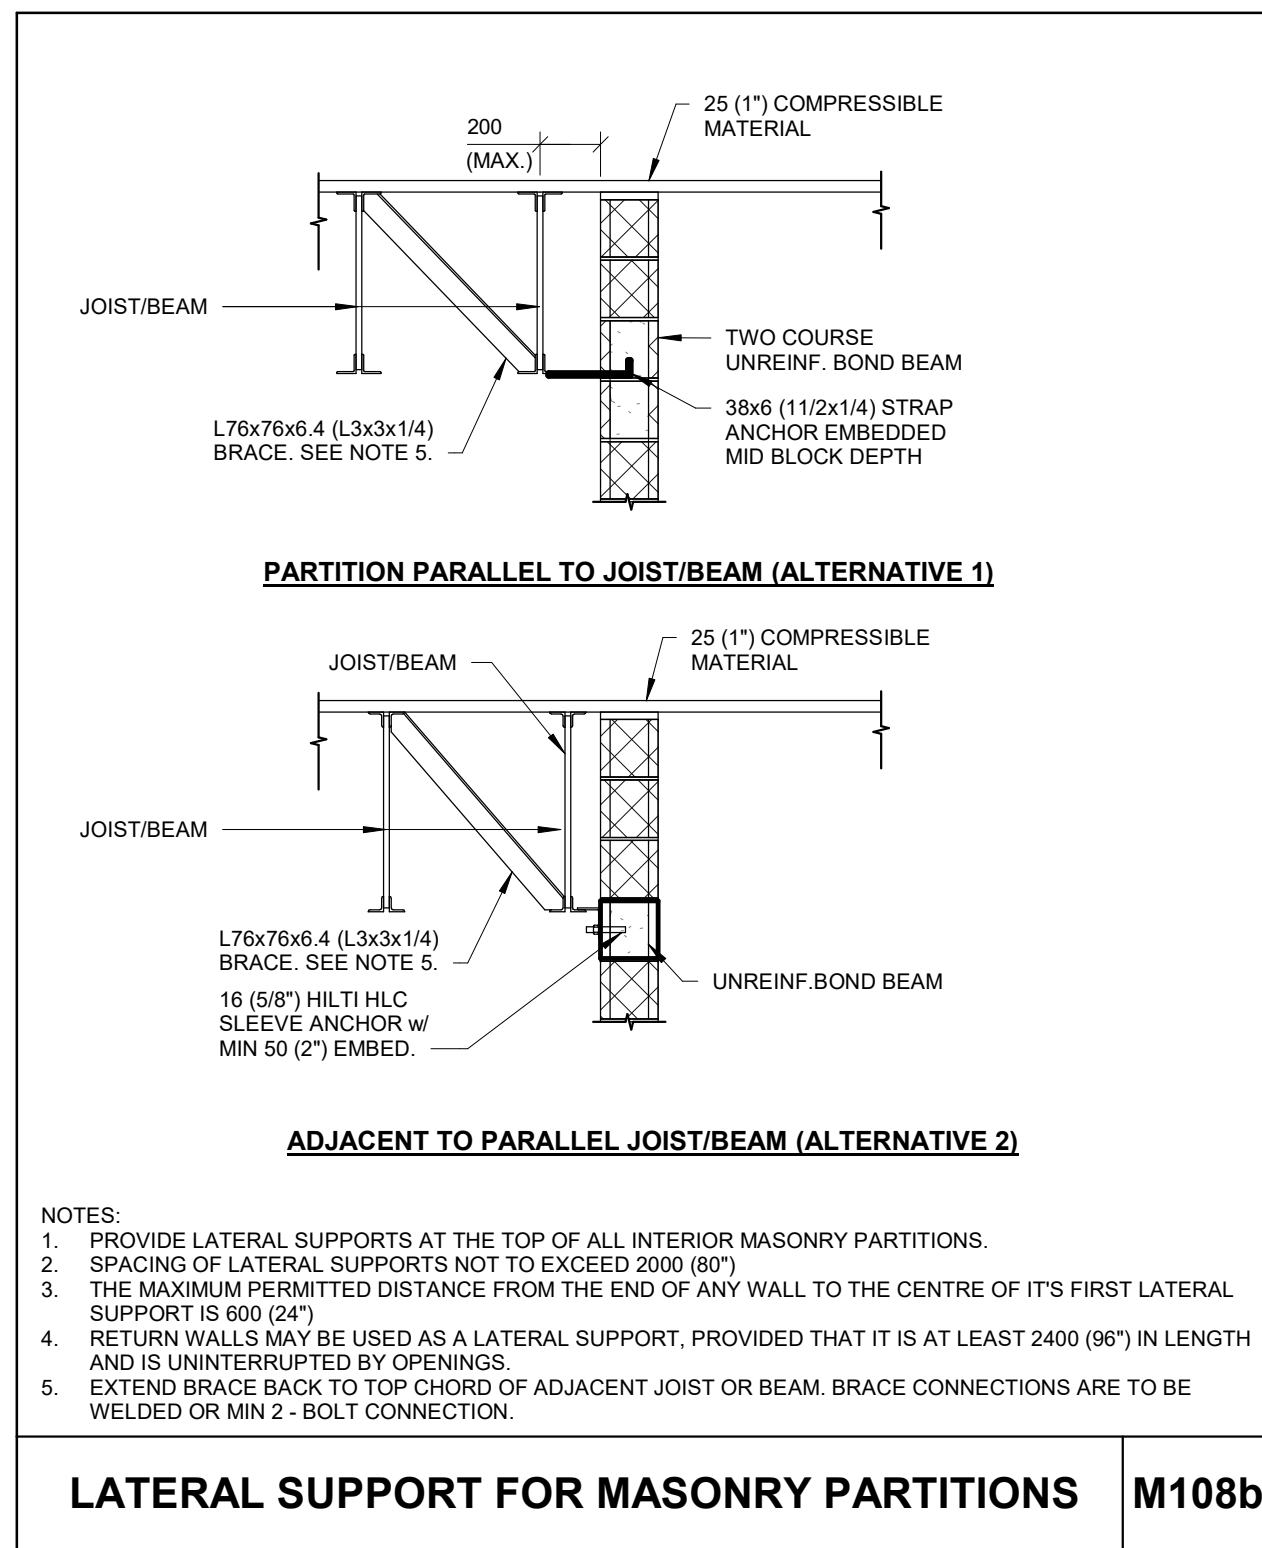 25 (1") COMPRESSIBLE
MATERIAL
200
(MAX.)
JOIST/BEAM
TWO COURSE
UNREINF. BOND BEAM
38x6 (11/2x1/4) STRAP
ANCHOR EMBEDDED
MID BLOCK DEPTH
L76x76x6.4 (L3x3x1/4)
BRACE. SEE NOTE 5.
PARTITION PARALLEL TO JOIST/BEAM (ALTERNATIVE 1)
25 (1") COMPRESSIBLE
MATERIAL
JOIST/BEAM
JOIST/BEAM
L76x76x6.4 (L3x3x1/4)
BRACE. SEE NOTE 5.
UNREINF.BOND BEAM
16 (5/8") HILTI HLC
SLEEVE ANCHOR w/
MIN 50 (2") EMBED.
ADJACENT TO PARALLEL JOIST/BEAM (ALTERNATIVE 2)
NOTES:
1. PROVIDE LATERAL SUPPORTS AT THE TOP OF ALL INTERIOR MASONRY PARTITIONS.
2. SPACING OF LATERAL SUPPORTS NOT TO EXCEED 2000 (80")
3. THE MAXIMUM PERMITTED DISTANCE FROM THE END OF ANY WALL TO THE CENTRE OF IT'S FIRST LATERAL
SUPPORT IS 600 (24")
4. RETURN WALLS MAY BE USED AS A LATERAL SUPPORT, PROVIDED THAT IT IS AT LEAST 2400 (96") IN LENGTH
AND IS UNINTERRUPTED BY OPENINGS.
5. EXTEND BRACE BACK TO TOP CHORD OF ADJACENT JOIST OR BEAM. BRACE CONNECTIONS ARE TO BE
WELDED OR MIN 2 - BOLT CONNECTION.
LATERAL SUPPORT FOR MASONRY PARTITIONS
M108b